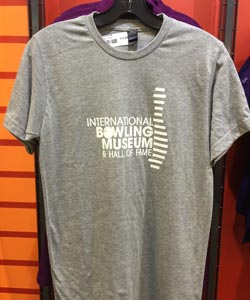 INTERNATIONAL
BOWLING
MUSEUM
& HALL OF FAME